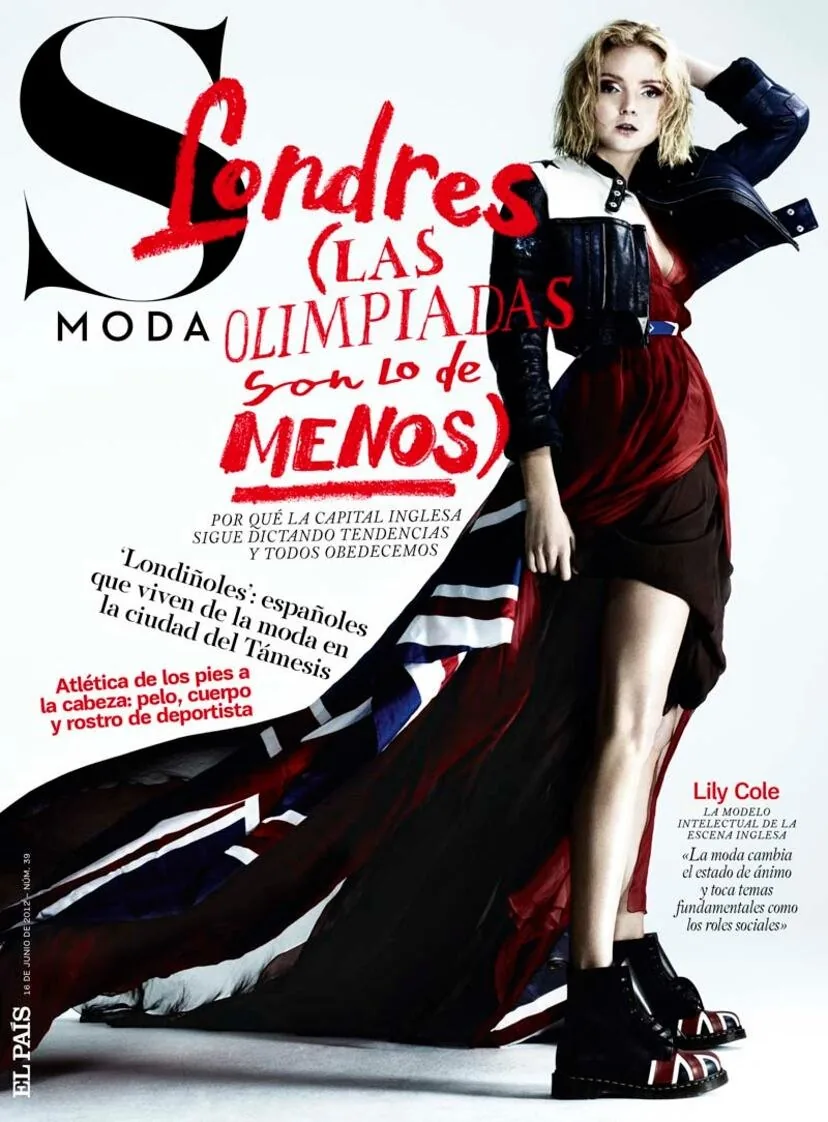 S
MODA
Londres
(LAS
OLIMPIADAS
son lo de
MENOS)
POR QUÉ LA CAPITAL INGLESA
SIGUE DICTANDO TENDENCIAS
Y TODOS OBEDECEMOS
‘Londiñoles’: españoles
que viven de la moda en
la ciudad del Támesis
Atlética de los pies a
la cabeza: pelo, cuerpo
y rostro de deportista
Lily Cole
LA MODELO
INTELECTUAL DE LA
ESCENA INGLESA
«La moda cambia
el estado de ánimo
y toca temas
fundamentales como
los roles sociales»
EL PAÍS
16 DE JUNIO DE 2012 – NÚM. 39